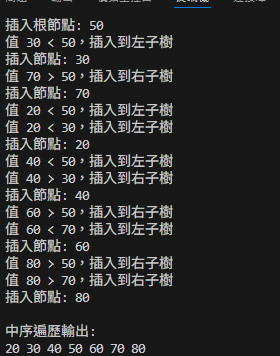 插入根節點: 50
值 30 < 50，插入到左子樹
插入節點: 30
值 70 > 50，插入到右子樹
插入節點: 70
值 20 < 50，插入到左子樹
值 20 < 30，插入到左子樹
插入節點: 20
值 40 < 50，插入到左子樹
值 40 > 30，插入到右子樹
插入節點: 40
值 60 > 50，插入到右子樹
值 60 < 70，插入到左子樹
插入節點: 60
值 80 > 50，插入到右子樹
值 80 > 70，插入到右子樹
插入節點: 80
中序遍歷輸出:
20 30 40 50 60 70 80